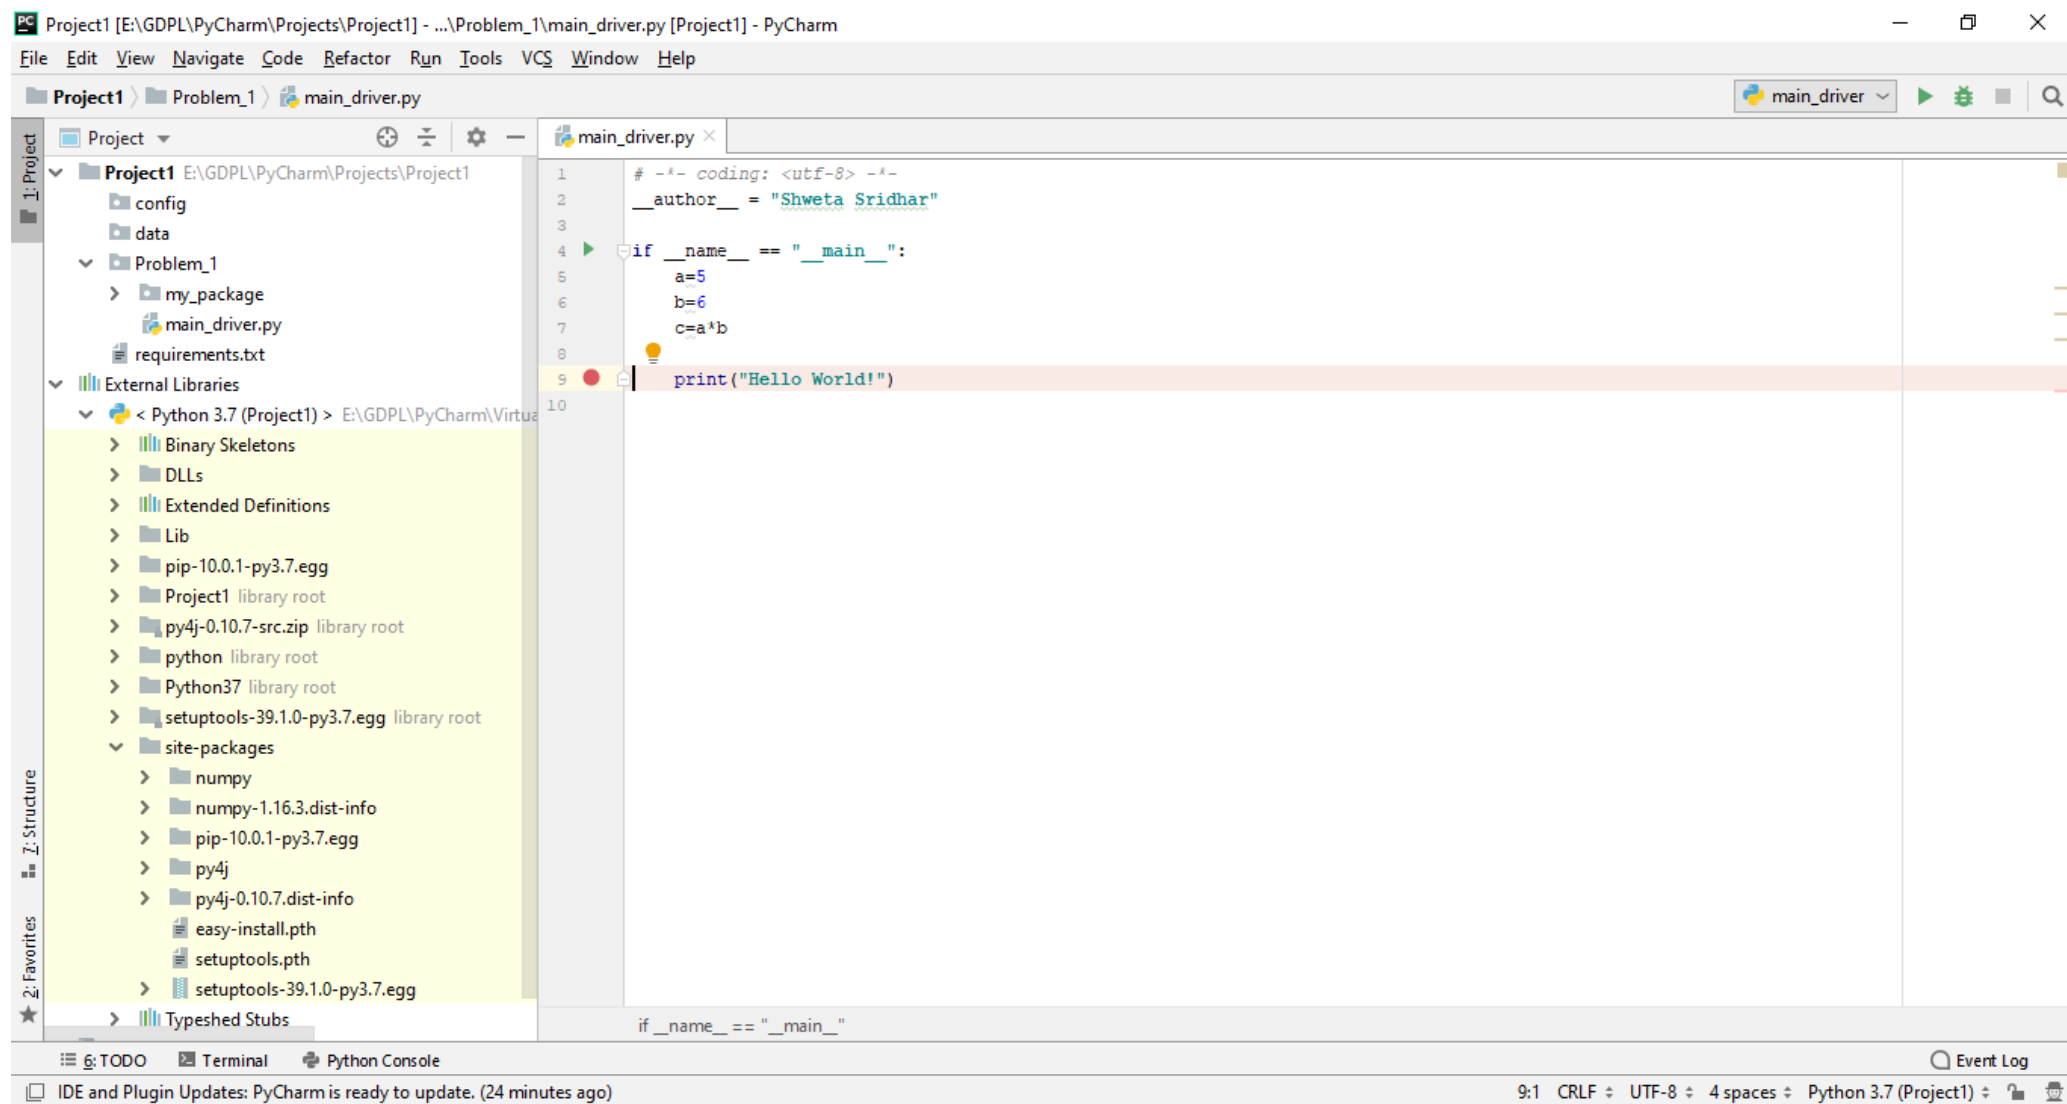 Project1 [E:\GDPL\PyCharm\Projects\Project1] - ...\Problem_1\main_driver.py [Project1] - PyCharm
File Edit View Navigate Code Refactor Run Tools VCS Window Help
Project1 Problem_1 main_driver.py
main_driver
1: Project
Project
Project1 E:\GDPL\PyCharm\Projects\Project1
config
data
Problem_1
my_package
main_driver.py
requirements.txt
External Libraries
< Python 3.7 (Project1) > E:\GDPL\PyCharm\Virtua
Binary Skeletons
DLLs
Extended Definitions
Lib
pip-10.0.1-py3.7.egg
Project1 library root
py4j-0.10.7-src.zip library root
python library root
Python37 library root
setuptools-39.1.0-py3.7.egg library root
site-packages
numpy
numpy-1.16.3.dist-info
pip-10.0.1-py3.7.egg
py4j
py4j-0.10.7.dist-info
easy-install.pth
setuptools.pth
setuptools-39.1.0-py3.7.egg
Typeshed Stubs
7: Structure
2: Favorites
main_driver.py
1 # -*- coding: <utf-8> -*-
2 __author__ = "Shweta Sridhar"
3
4 if __name__ == "__main__":
5 a=5
6 b=6
7 c=a*b
8
9 print("Hello World!")
10
if __name__ == "__main__"
6: TODO Terminal Python Console Event Log
IDE and Plugin Updates: PyCharm is ready to update. (24 minutes ago) 9:1 CRLF UTF-8 4 spaces Python 3.7 (Project1)